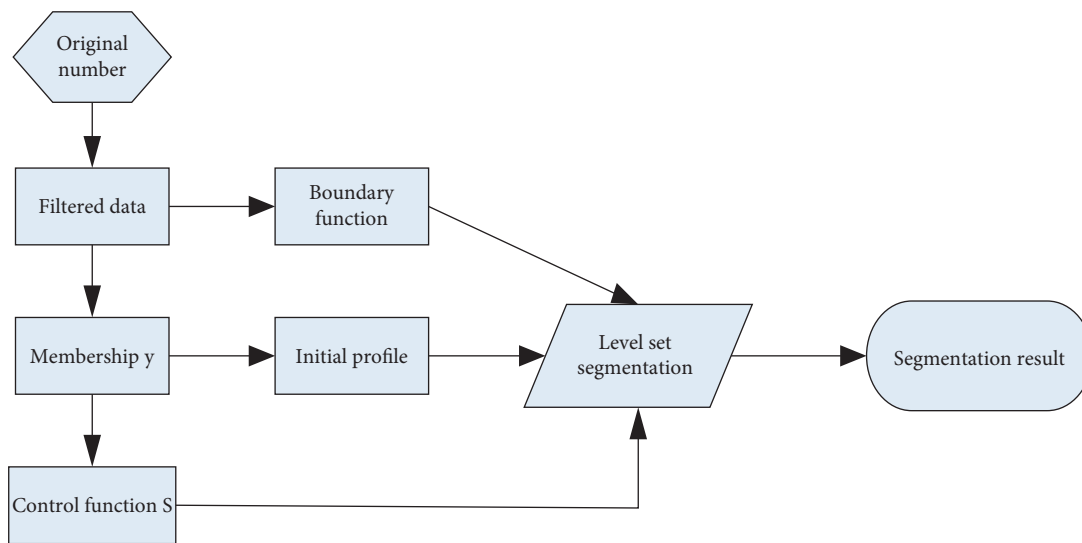 Original
number
Filtered data
Boundary
function
Membership y
Initial profile
Level set
segmentation
Segmentation result
Control function S